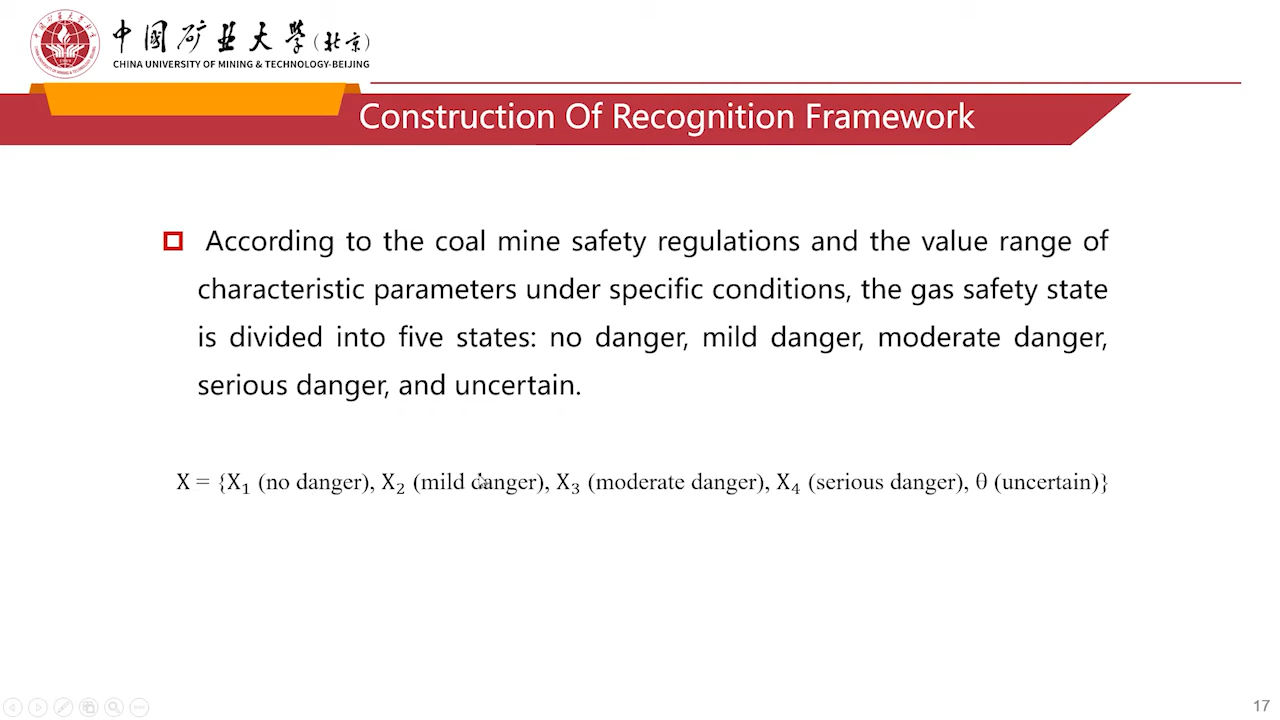 中国矿业大学(北京)
CHINA UNIVERSITY OF MINING & TECHNOLOGY-BEIJING
Construction Of Recognition Framework
According to the coal mine safety regulations and the value range of
characteristic parameters under specific conditions, the gas safety state
is divided into five states: no danger, mild danger, moderate danger,
serious danger, and uncertain.
X = {X₁ (no danger), X₂ (mild danger), X₃ (moderate danger), X₄ (serious danger), θ (uncertain)}
17